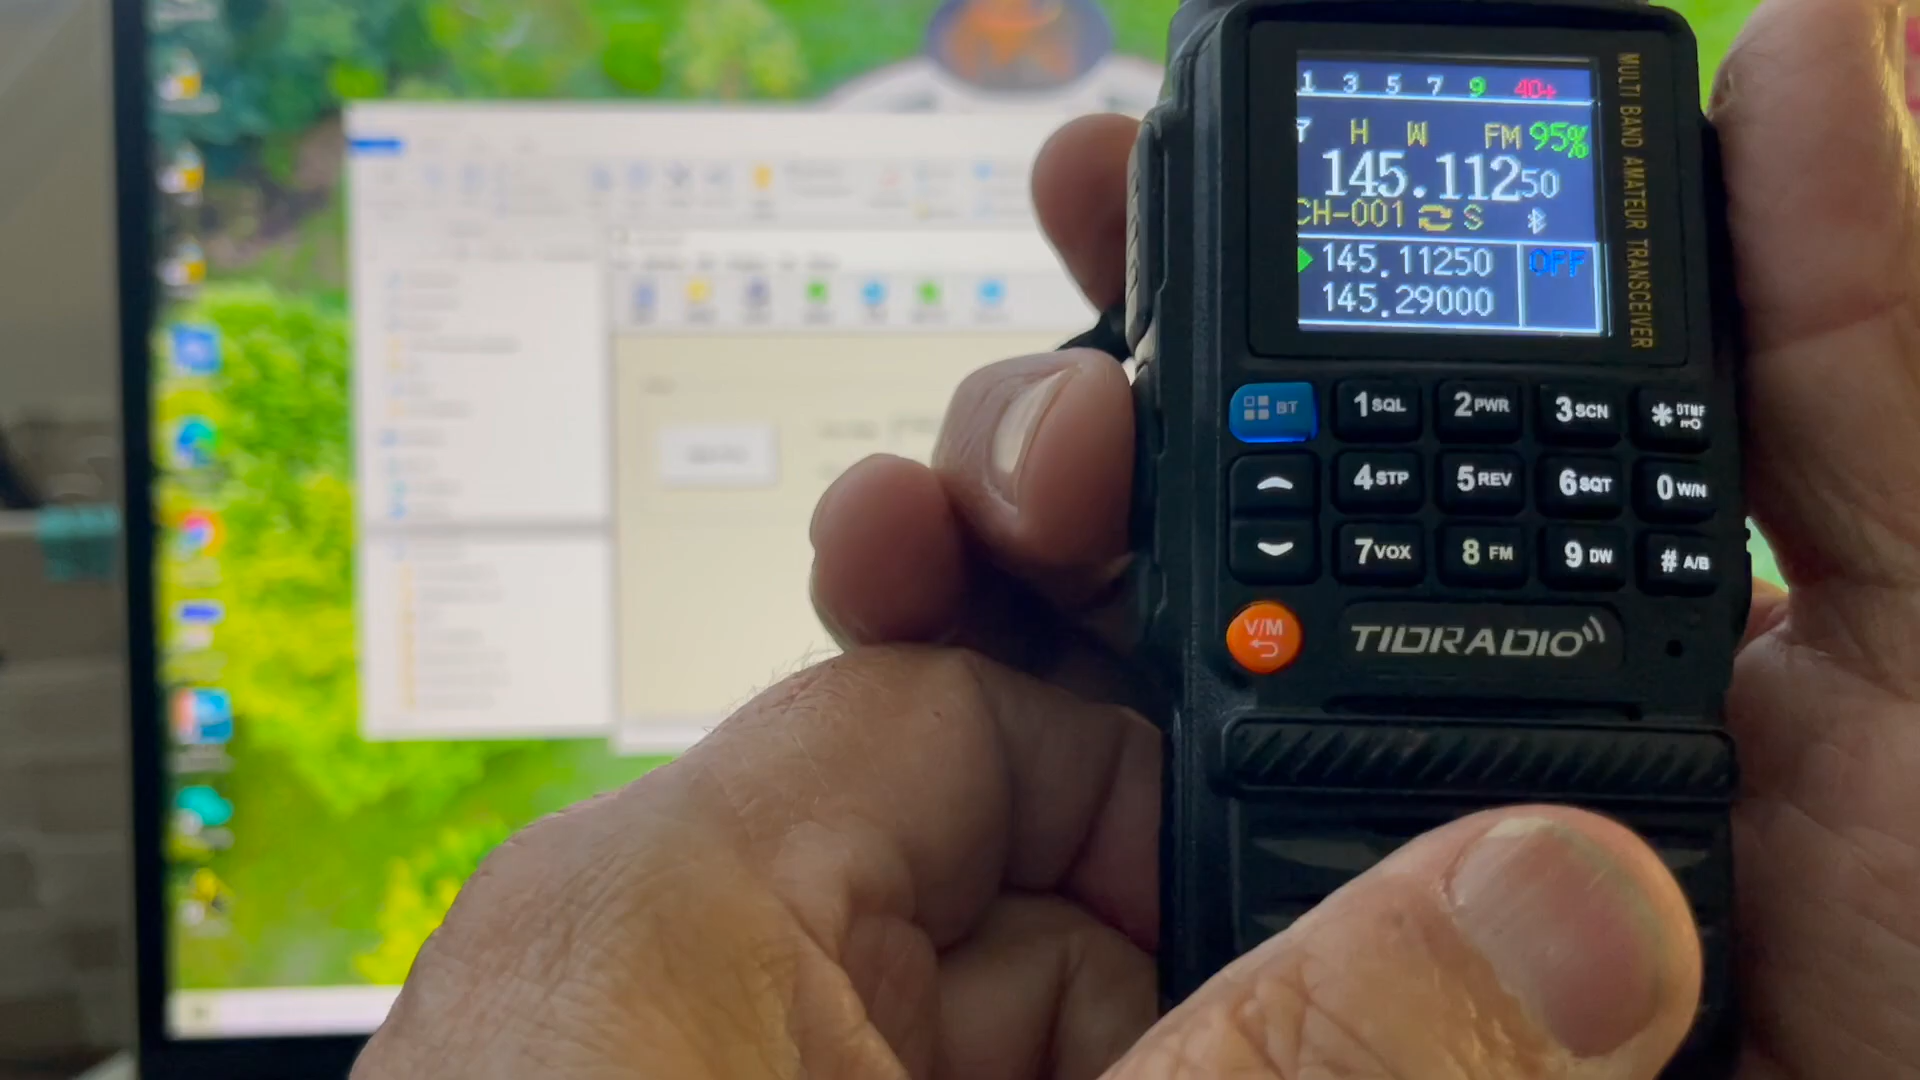 1 3 5 7 9 40+
H W FM 95%
145.11250
CH-001 S
145.11250 OFF
145.29000
MULTI BAND AMATEUR TRANSCEIVER
BT 1 SQL 2 PWR 3 SCN * DTMF
4 STP 5 REV 6 SQT 0 W/N
7 VOX 8 FM 9 DW # A/B
V/M
TIDRADIO